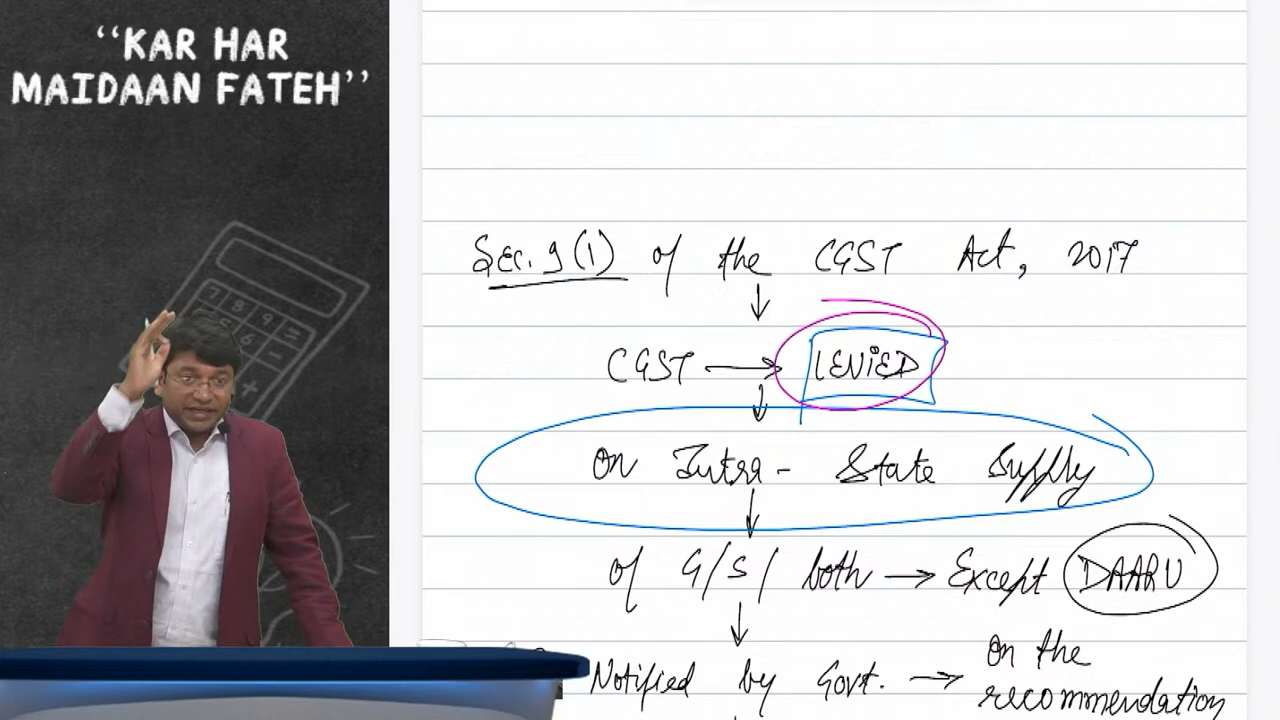 “KAR HAR
MAIDAAN FATEH”
Sec. 9(1) of the CGST Act, 2017
CGST → LEVIED
On Intra- State Supply
of G/S/ both → Except DAARU
Notified by Govt. → On the
recommendation